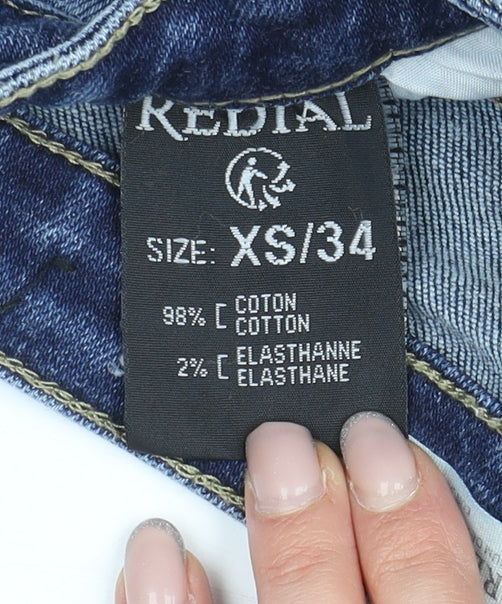 REDIAL
SIZE: XS/34
98% [ COTON
COTTON
2% [ ELASTHANNE
ELASTHANE